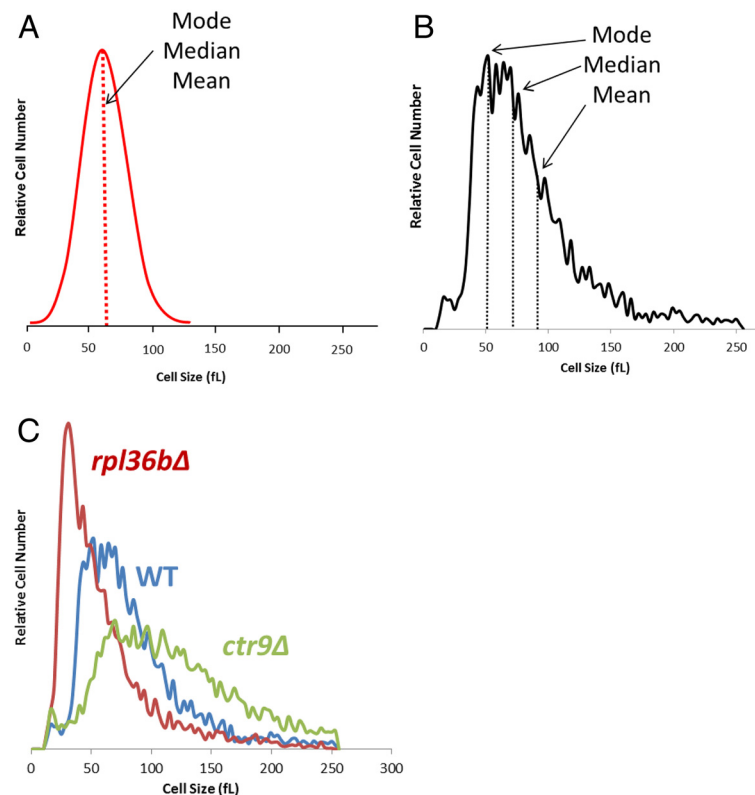 A
Mode
Median
Mean
Relative Cell Number
0 50 100 150 200 250
Cell Size (fL)
B
Mode
Median
Mean
Relative Cell Number
0 50 100 150 200 250
Cell Size (fL)
C
rpl36bΔ
WT
ctr9Δ
Relative Cell Number
0 50 100 150 200 250 300
Cell Size (fL)